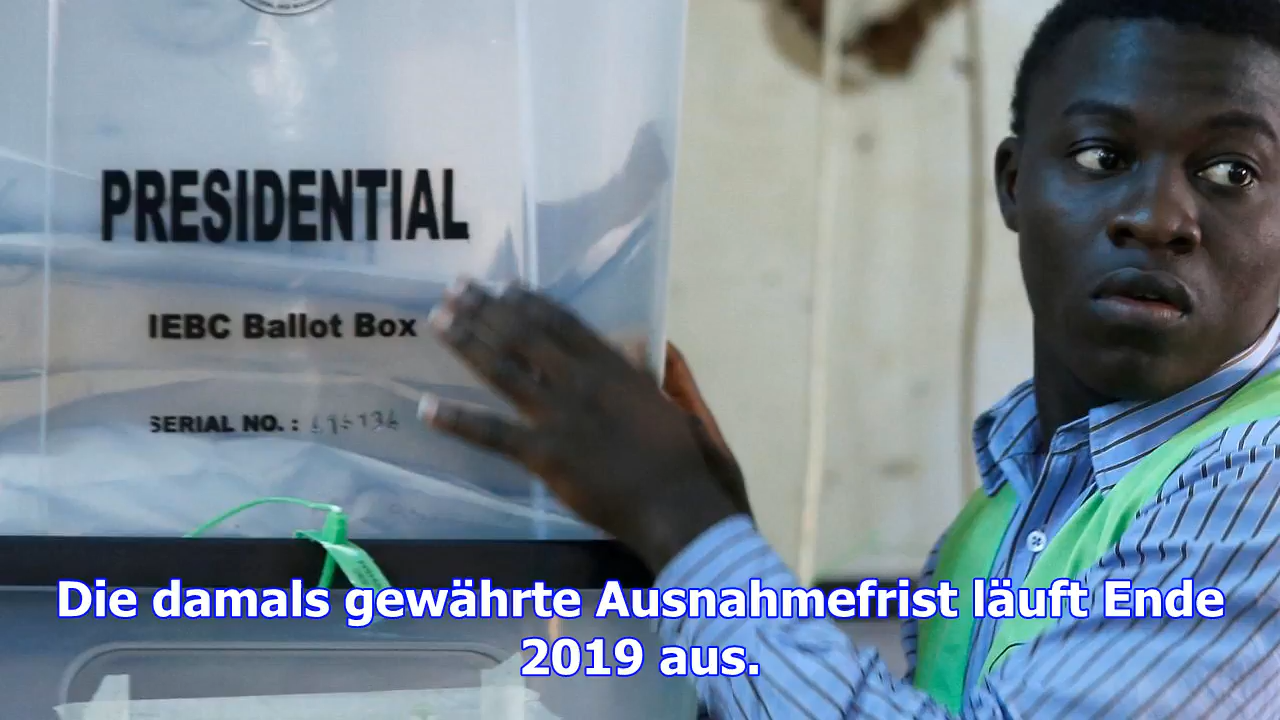 PRESIDENTIAL
IEBC Ballot Box
SERIAL NO. :
Die damals gewährte Ausnahmefrist läuft Ende
2019 aus.